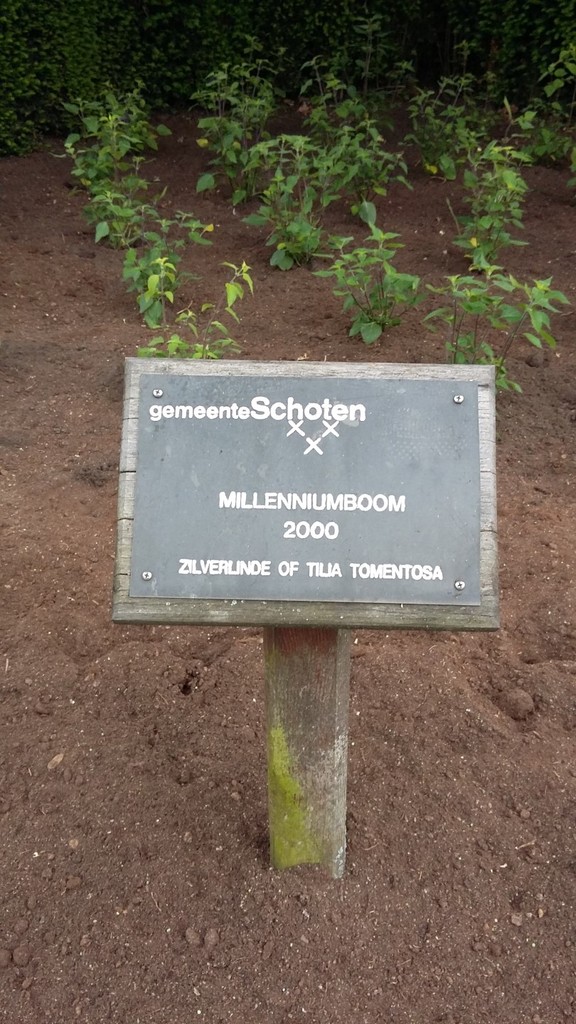 gemeenteSchoten
MILLENNIUMBOOM
2000
ZILVERLINDE OF TILIA TOMENTOSA